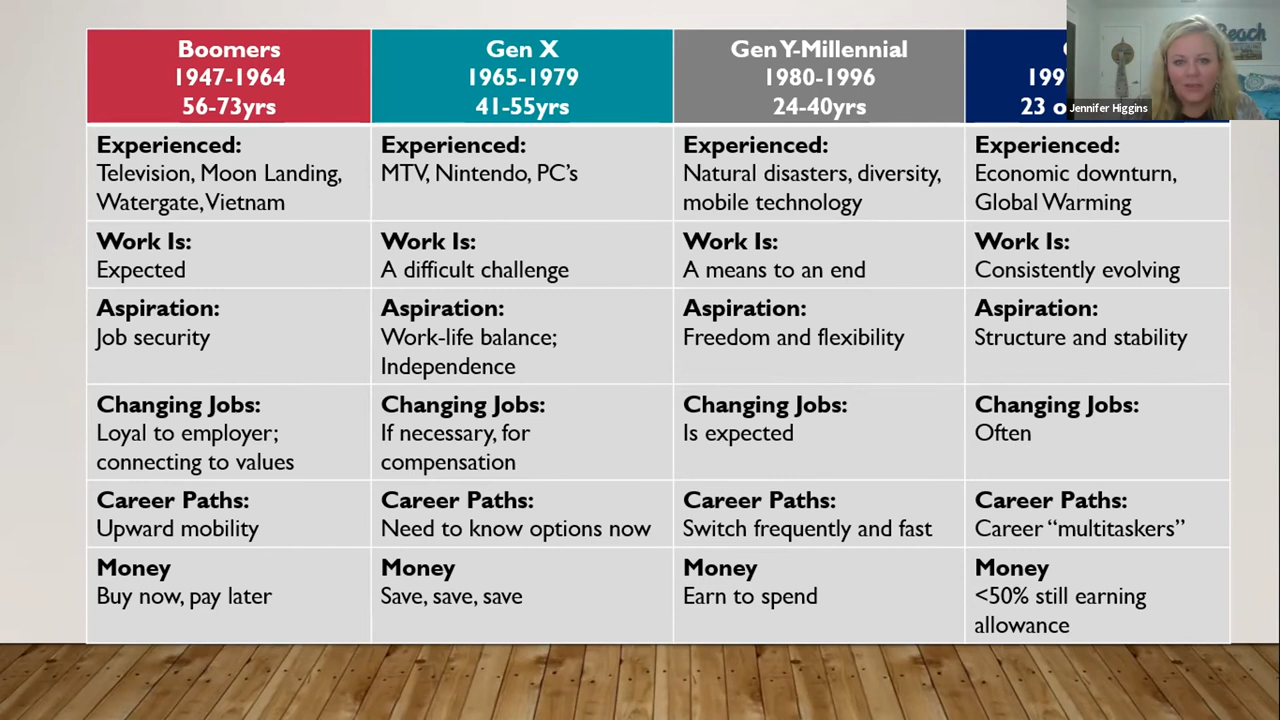 Boomers
1947-1964
56-73yrs
Gen X
1965-1979
41-55yrs
Gen Y-Millennial
1980-1996
24-40yrs
23
Beach
Jennifer Higgins
Experienced:
Television, Moon Landing,
Watergate, Vietnam
Experienced:
MTV, Nintendo, PC’s
Experienced:
Natural disasters, diversity,
mobile technology
Experienced:
Economic downturn,
Global Warming
Work Is:
Expected
Work Is:
A difficult challenge
Work Is:
A means to an end
Work Is:
Consistently evolving
Aspiration:
Job security
Aspiration:
Work-life balance;
Independence
Aspiration:
Freedom and flexibility
Aspiration:
Structure and stability
Changing Jobs:
Loyal to employer;
connecting to values
Changing Jobs:
If necessary, for
compensation
Changing Jobs:
Is expected
Changing Jobs:
Often
Career Paths:
Upward mobility
Career Paths:
Need to know options now
Career Paths:
Switch frequently and fast
Career Paths:
Career “multitaskers”
Money
Buy now, pay later
Money
Save, save, save
Money
Earn to spend
Money
<50% still earning
allowance